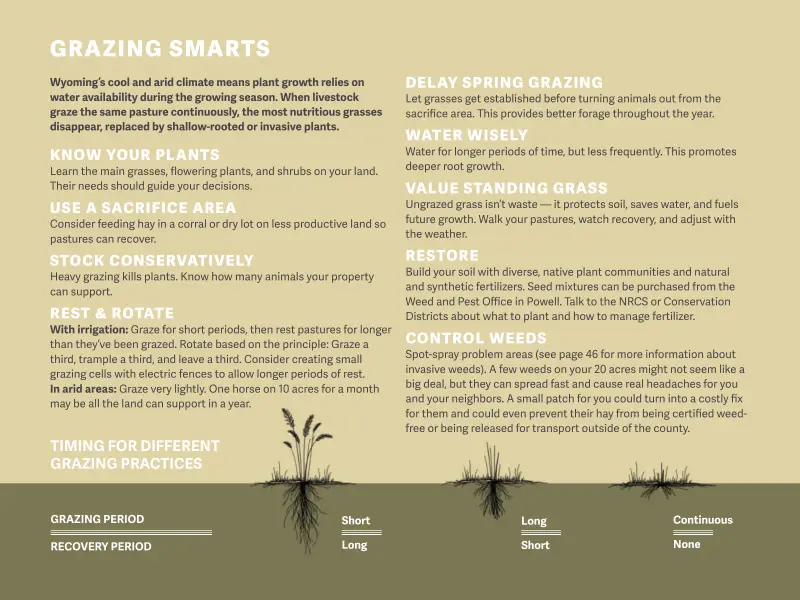 GRAZING SMARTS
Wyoming's cool and arid climate means plant growth relies on
water availability during the growing season. When livestock
graze the same pasture continuously, the most nutritious grasses
disappear, replaced by shallow-rooted or invasive plants.
KNOW YOUR PLANTS
Learn the main grasses, flowering plants, and shrubs on your land.
Their needs should guide your decisions.
USE A SACRIFICE AREA
Consider feeding hay in a corral or dry lot on less productive land so
pastures can recover.
STOCK CONSERVATIVELY
Heavy grazing kills plants. Know how many animals your property
can support.
REST & ROTATE
With irrigation: Graze for short periods, then rest pastures for longer
than they've been grazed. Rotate based on the principle: Graze a
third, trample a third, and leave a third. Consider creating small
grazing cells with electric fences to allow longer periods of rest.
In arid areas: Graze very lightly. One horse on 10 acres for a month
may be all the land can support in a year.
DELAY SPRING GRAZING
Let grasses get established before turning animals out from the
sacrifice area. This provides better forage throughout the year.
WATER WISELY
Water for longer periods of time, but less frequently. This promotes
deeper root growth.
VALUE STANDING GRASS
Ungrazed grass isn't waste — it protects soil, saves water, and fuels
future growth. Walk your pastures, watch recovery, and adjust with
the weather.
RESTORE
Build your soil with diverse, native plant communities and natural
and synthetic fertilizers. Seed mixtures can be purchased from the
Weed and Pest Office in Powell. Talk to the NRCS or Conservation
Districts about what to plant and how to manage fertilizer.
CONTROL WEEDS
Spot-spray problem areas (see page 46 for more information about
invasive weeds). A few weeds on your 20 acres might not seem like a
big deal, but they can spread fast and cause real headaches for you
and your neighbors. A small patch for you could turn into a costly fix
for them and could even prevent their hay from being certified weed-
free or being released for transport outside of the county.
TIMING FOR DIFFERENT
GRAZING PRACTICES
GRAZING PERIOD
RECOVERY PERIOD
Short
Long
Long
Short
Continuous
None